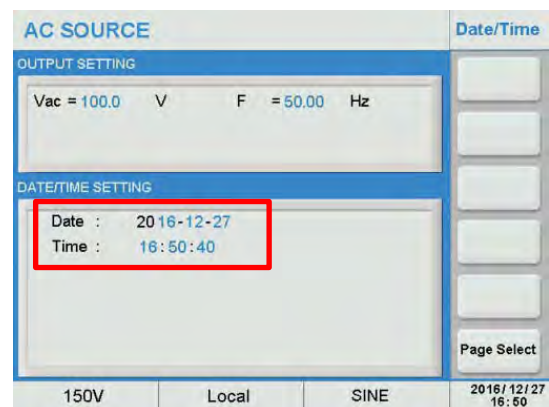 AC SOURCE
Date/Time
OUTPUT SETTING
Vac = 100.0 V F = 50.00 Hz
DATE/TIME SETTING
Date : 2016-12-27
Time : 16:50:40
Page Select
150V Local SINE 2016/12/27
16:50